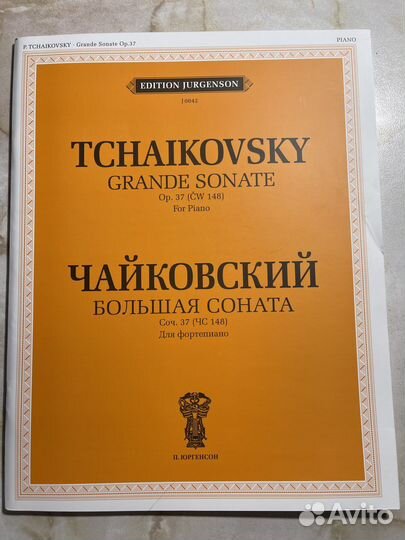 P. TCHAIKOVSKY · Grande Sonate Op.37
PIANO
EDITION JURGENSON
J 0042
TCHAIKOVSKY
GRANDE SONATE
Op. 37 (ČW 148)
For Piano
ЧАЙКОВСКИЙ
БОЛЬШАЯ СОНАТА
Соч. 37 (ЧС 148)
Для фортепиано
П. ЮРГЕНСОН
Avito